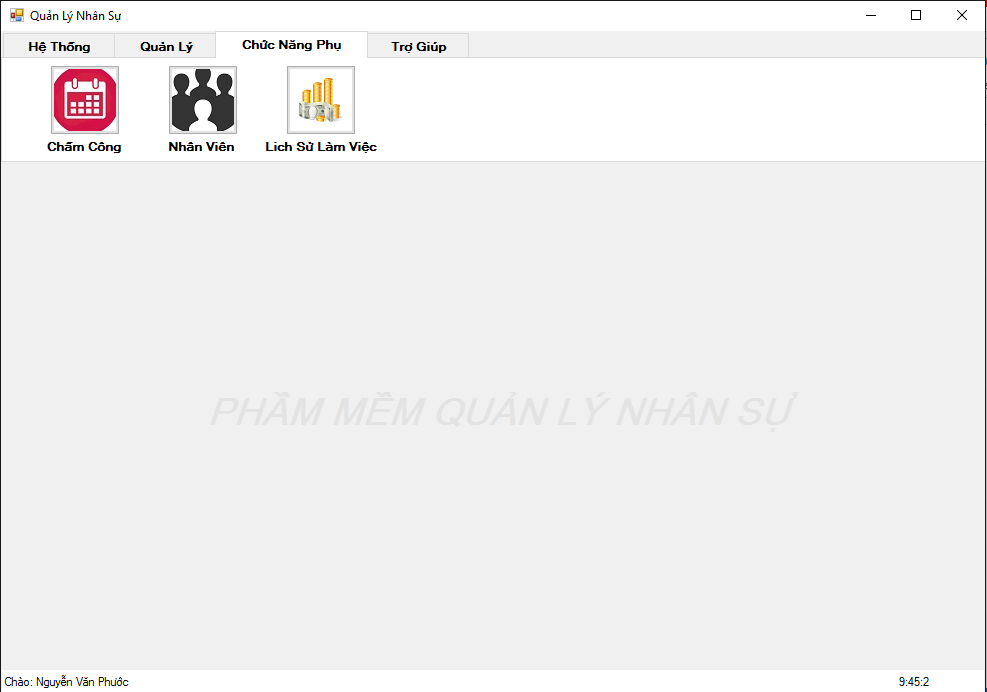 Quản Lý Nhân Sự
Hệ Thống Quản Lý Chức Năng Phụ Trợ Giúp
Chấm Công Nhân Viên Lich Sử Làm Việc
PHẦM MỀM QUẢN LÝ NHÂN SỰ
Chào: Nguyễn Văn Phước 9:45:2